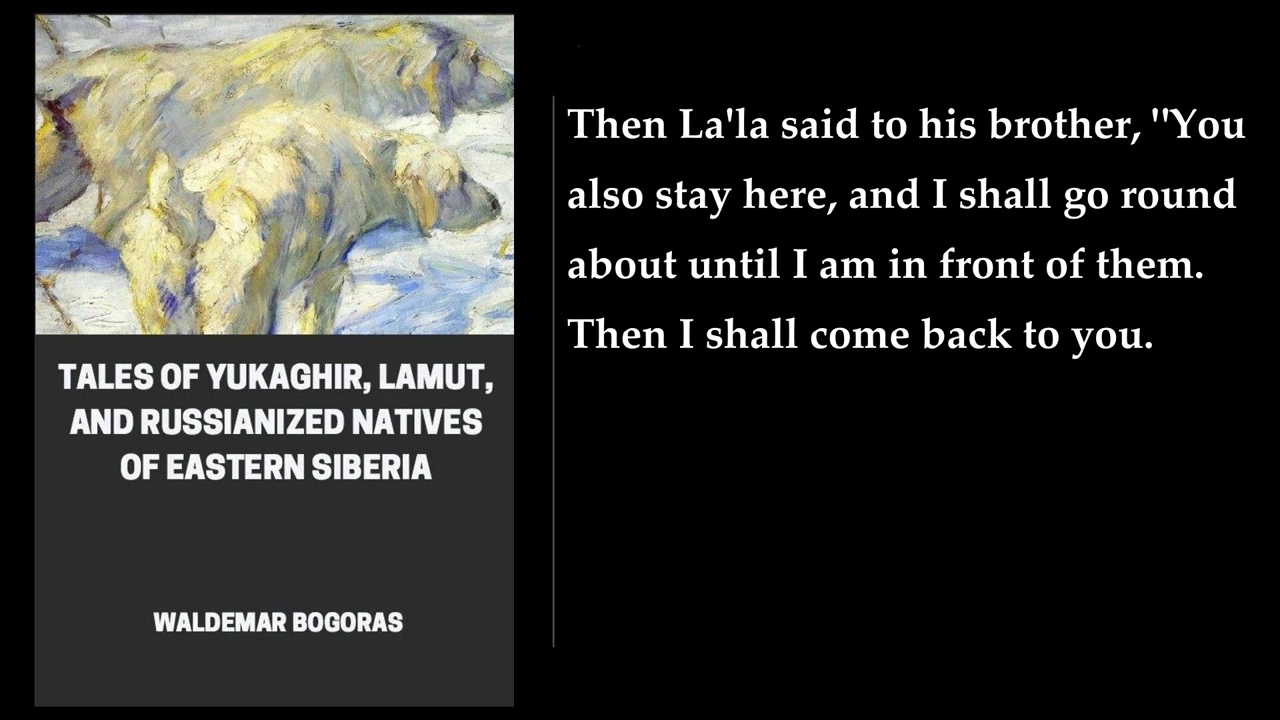 TALES OF YUKAGHIR, LAMUT,
AND RUSSIANIZED NATIVES
OF EASTERN SIBERIA
WALDEMAR BOGORAS
Then La'la said to his brother, "You
also stay here, and I shall go round
about until I am in front of them.
Then I shall come back to you.